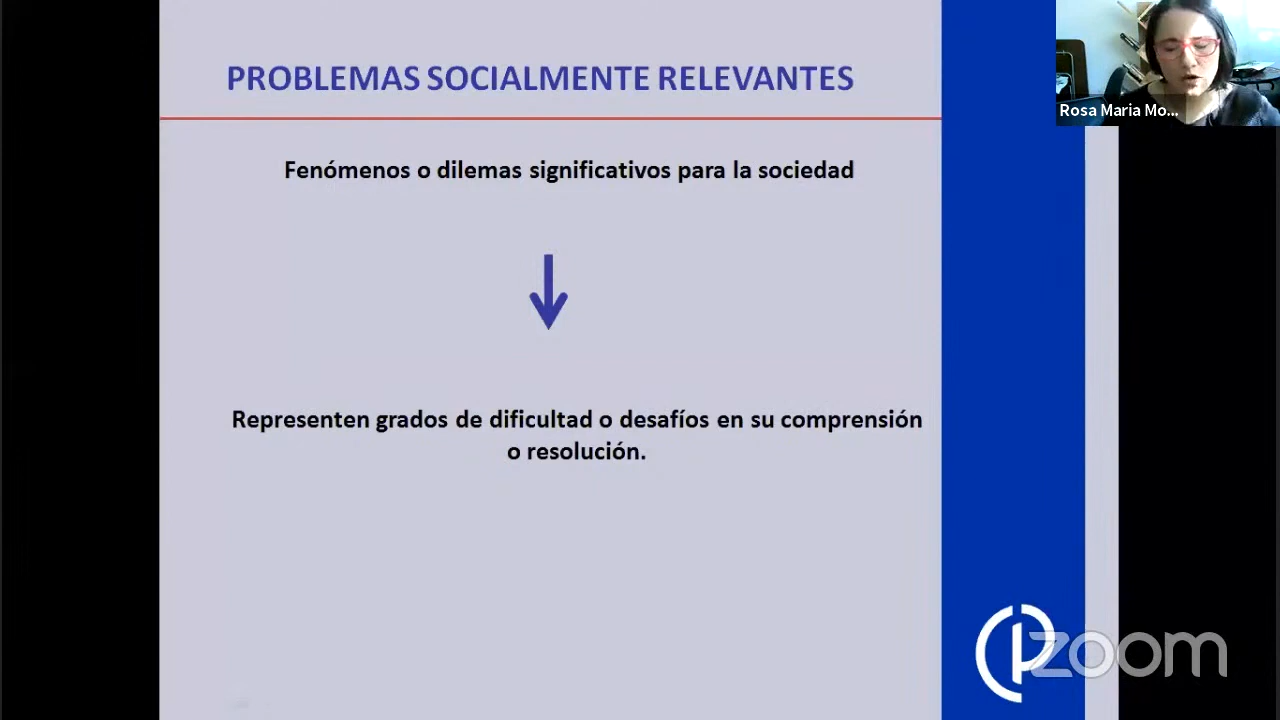 PROBLEMAS SOCIALMENTE RELEVANTES
Rosa Maria Mo...
Fenómenos o dilemas significativos para la sociedad
Representen grados de dificultad o desafíos en su comprensión
o resolución.
zoom